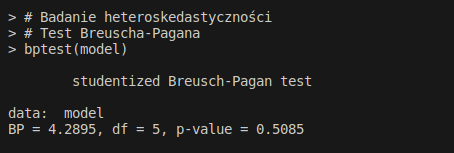 > # Badanie heteroskedastyczności
> # Test Breuscha-Pagana
> bptest(model)
studentized Breusch-Pagan test
data:  model
BP = 4.2895, df = 5, p-value = 0.5085